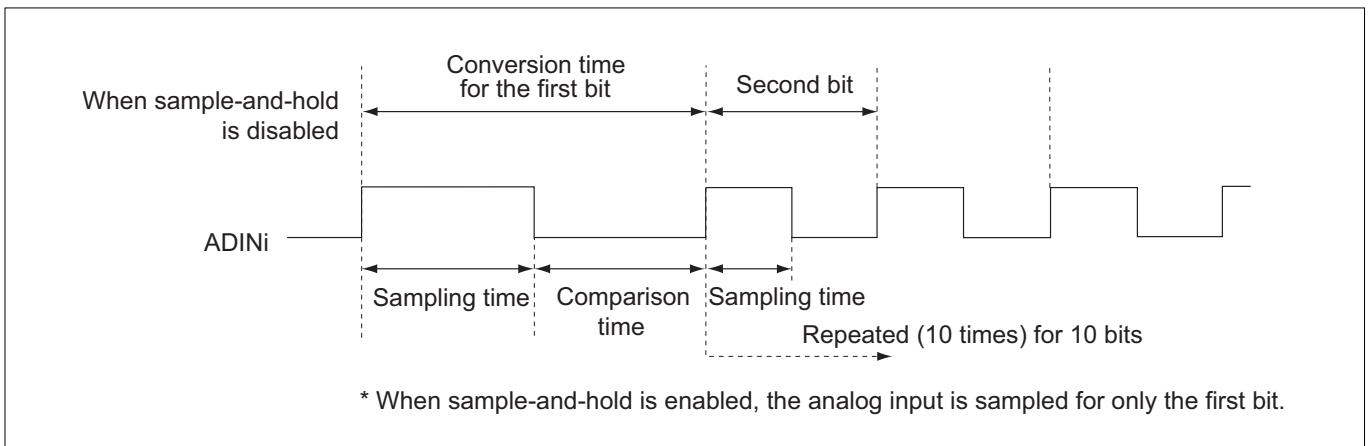 Conversion time
for the first bit
Second bit
When sample-and-hold
is disabled
ADINi
Sampling time
Comparison
time
Sampling time
Repeated (10 times) for 10 bits
* When sample-and-hold is enabled, the analog input is sampled for only the first bit.